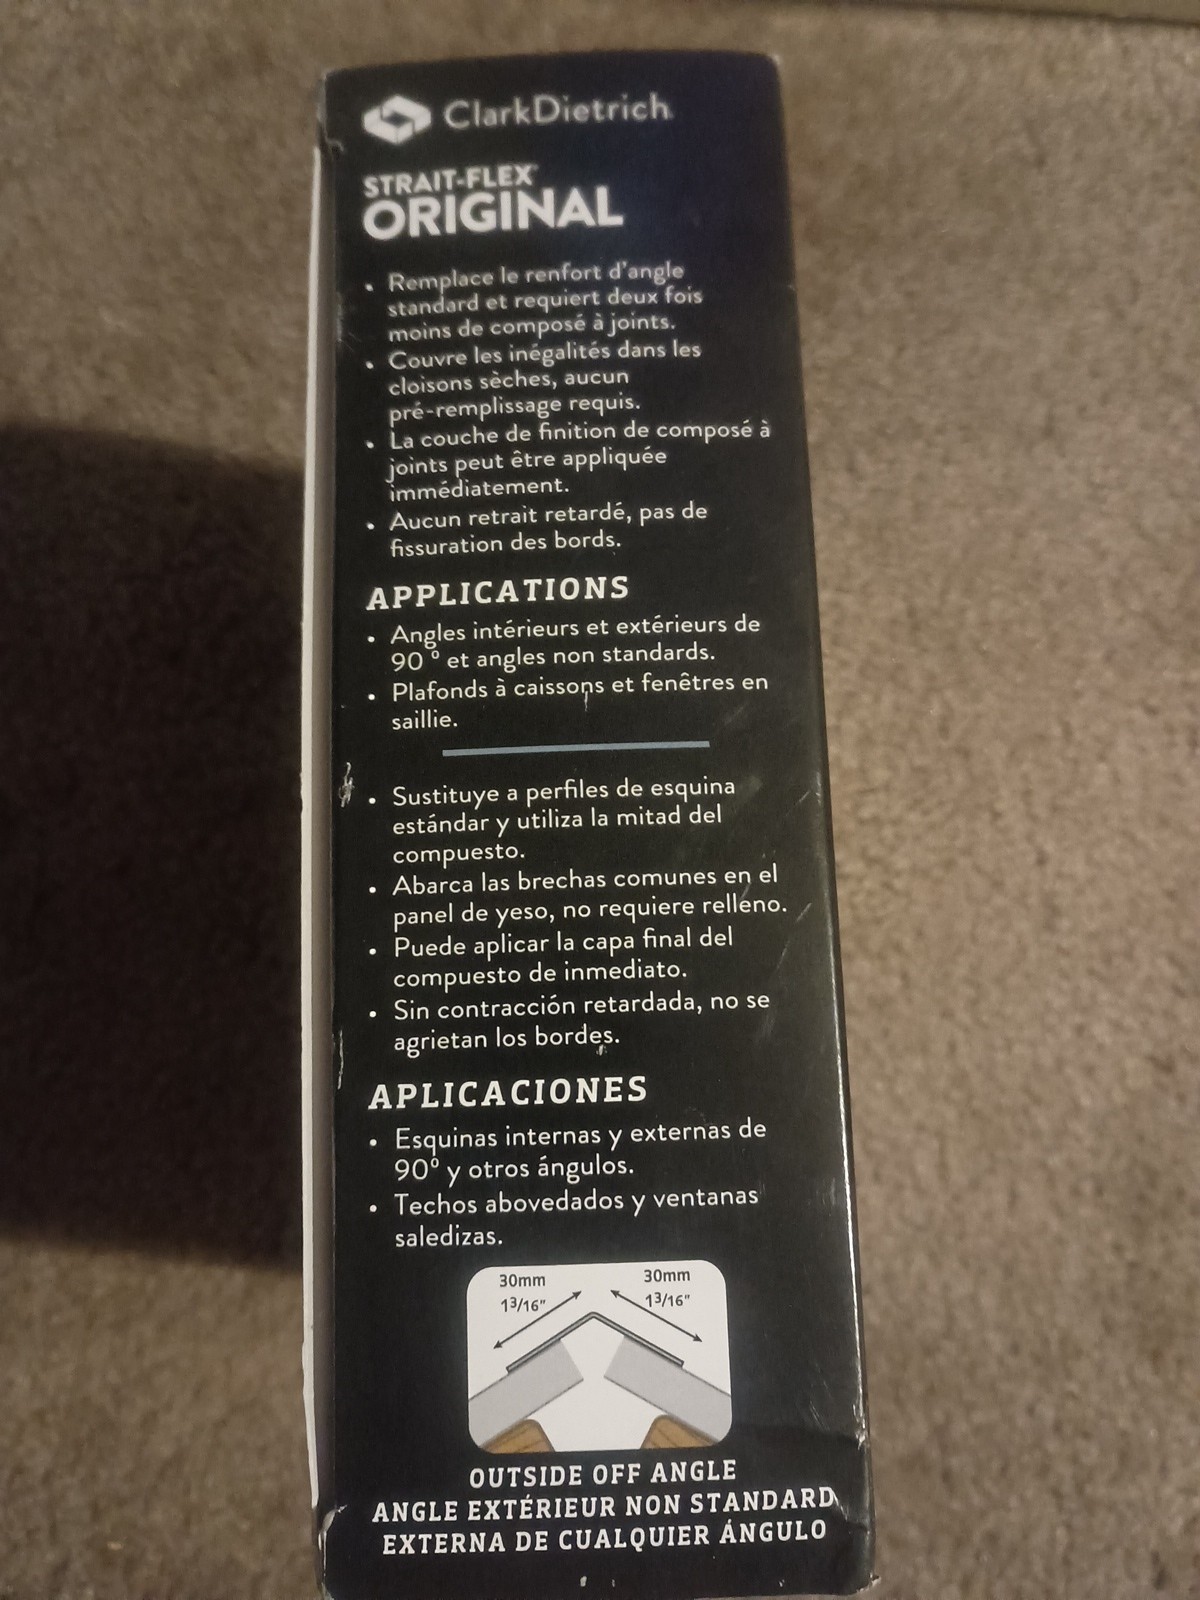 ClarkDietrich
STRAIT-FLEX
ORIGINAL
• Remplace le renfort d'angle
standard et requiert deux fois
moins de composé à joints.
• Couvre les inégalités dans les
cloisons sèches, aucun
pré-remplissage requis.
• La couche de finition de composé à
joints peut être appliquée
immédiatement.
• Aucun retrait retardé, pas de
fissuration des bords.
APPLICATIONS
• Angles intérieurs et extérieurs de
90 º et angles non standards.
• Plafonds à caissons et fenêtres en
saillie.
• Sustituye a perfiles de esquina
estándar y utiliza la mitad del
compuesto.
• Abarca las brechas comunes en el
panel de yeso, no requiere relleno.
• Puede aplicar la capa final del
compuesto de inmediato.
• Sin contracción retardada, no se
agrietan los bordes.
APLICACIONES
• Esquinas internas y externas de
90º y otros ángulos.
• Techos abovedados y ventanas
saledizas.
30mm 30mm
13/16" 13/16"
OUTSIDE OFF ANGLE
ANGLE EXTÉRIEUR NON STANDARD
EXTERNA DE CUALQUIER ÁNGULO